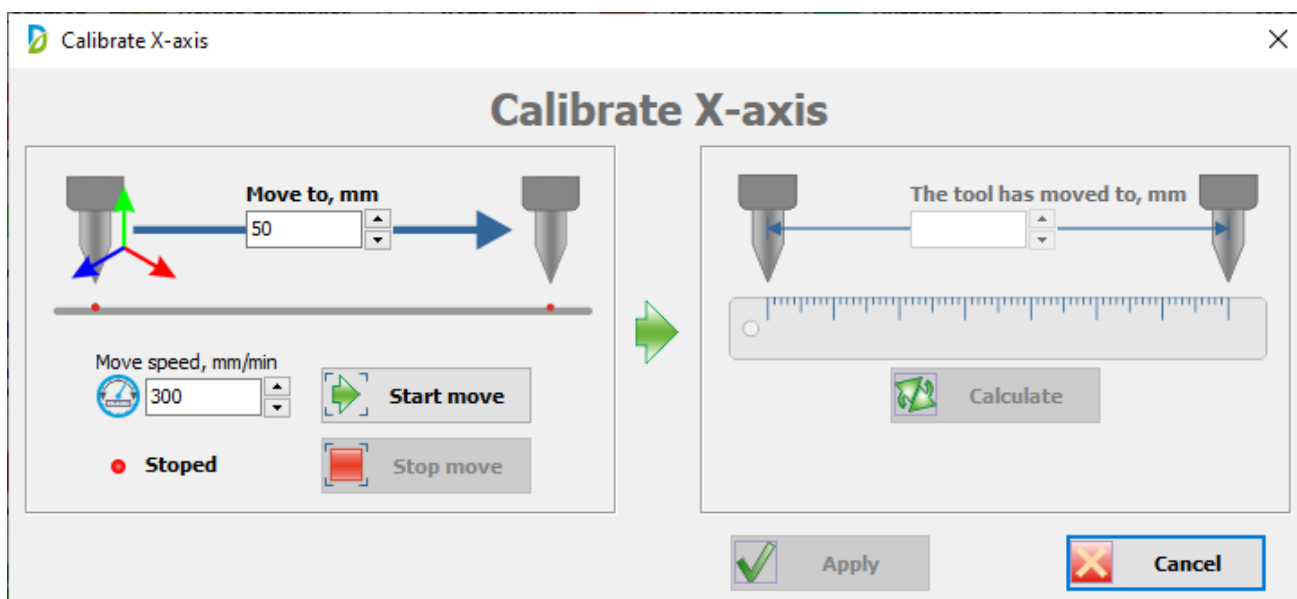 Calibrate X-axis
Calibrate X-axis
Move to, mm
50
Move speed, mm/min
300
Start move
Stoped
Stop move
The tool has moved to, mm
Calculate
Apply
Cancel